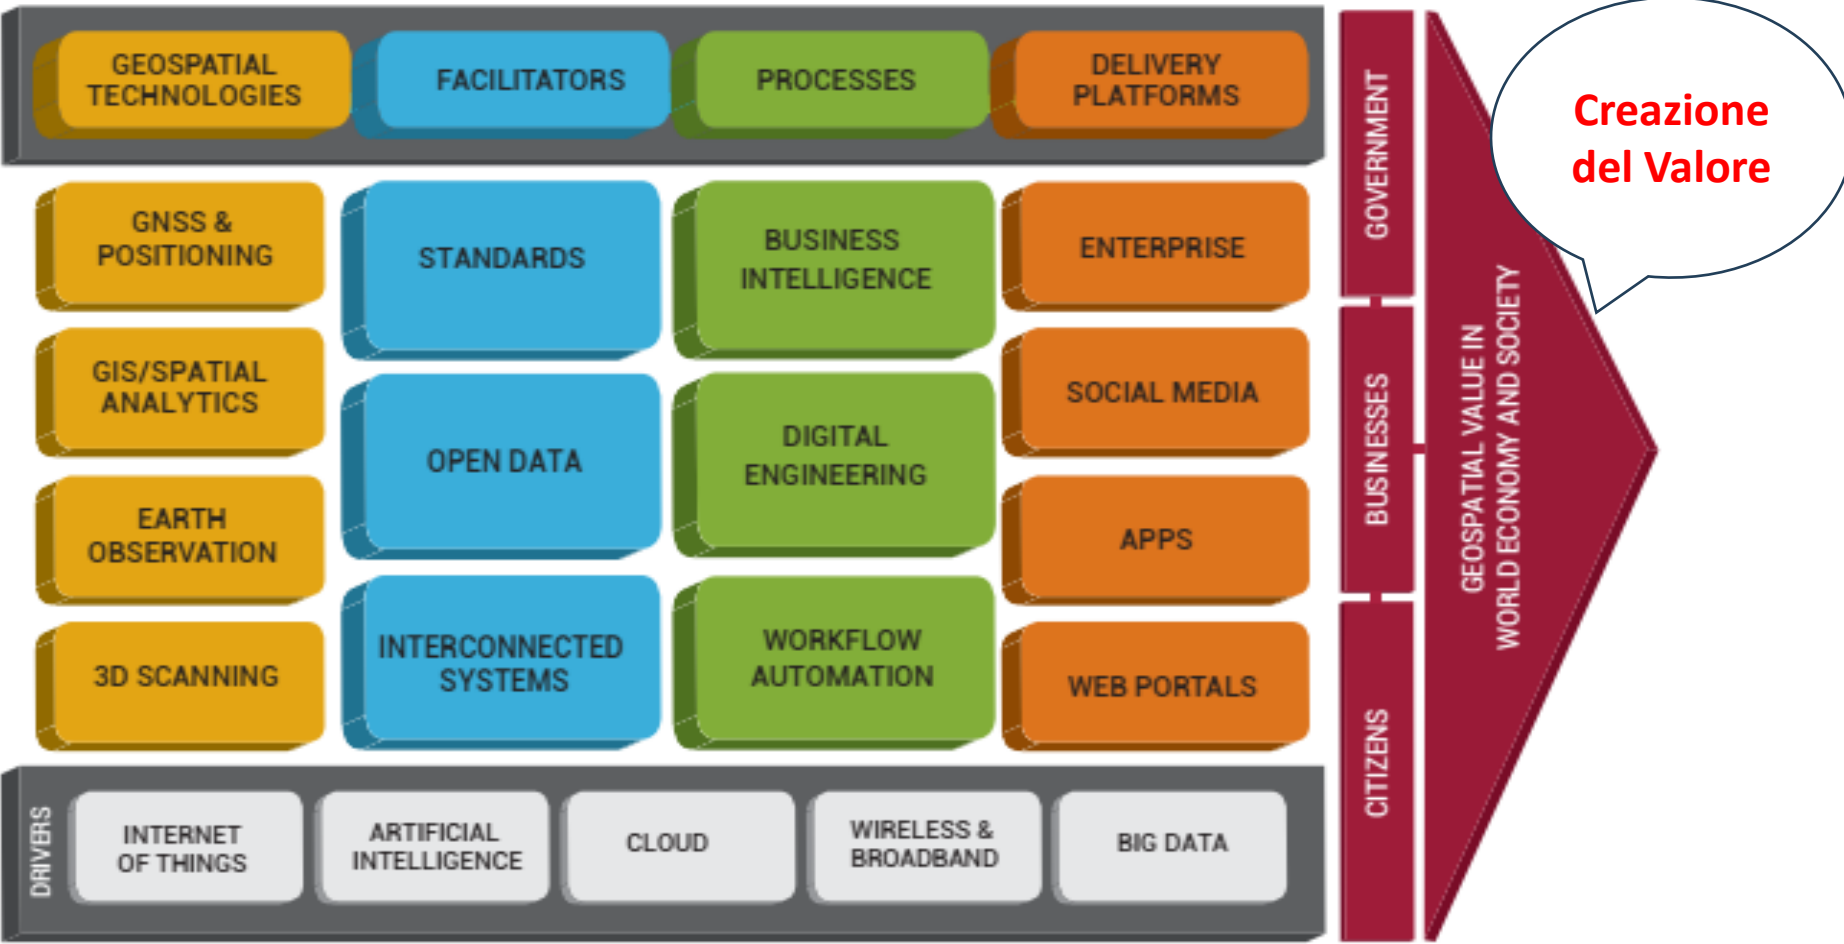 GEOSPATIAL
TECHNOLOGIES
FACILITATORS
PROCESSES
DELIVERY
PLATFORMS
GNSS &
POSITIONING
GIS/SPATIAL
ANALYTICS
EARTH
OBSERVATION
3D SCANNING
STANDARDS
OPEN DATA
INTERCONNECTED
SYSTEMS
BUSINESS
INTELLIGENCE
DIGITAL
ENGINEERING
WORKFLOW
AUTOMATION
ENTERPRISE
SOCIAL MEDIA
APPS
WEB PORTALS
DRIVERS
INTERNET
OF THINGS
ARTIFICIAL
INTELLIGENCE
CLOUD
WIRELESS &
BROADBAND
BIG DATA
GOVERNMENT
BUSINESSES
CITIZENS
GEOSPATIAL VALUE IN
WORLD ECONOMY AND SOCIETY
Creazione
del Valore